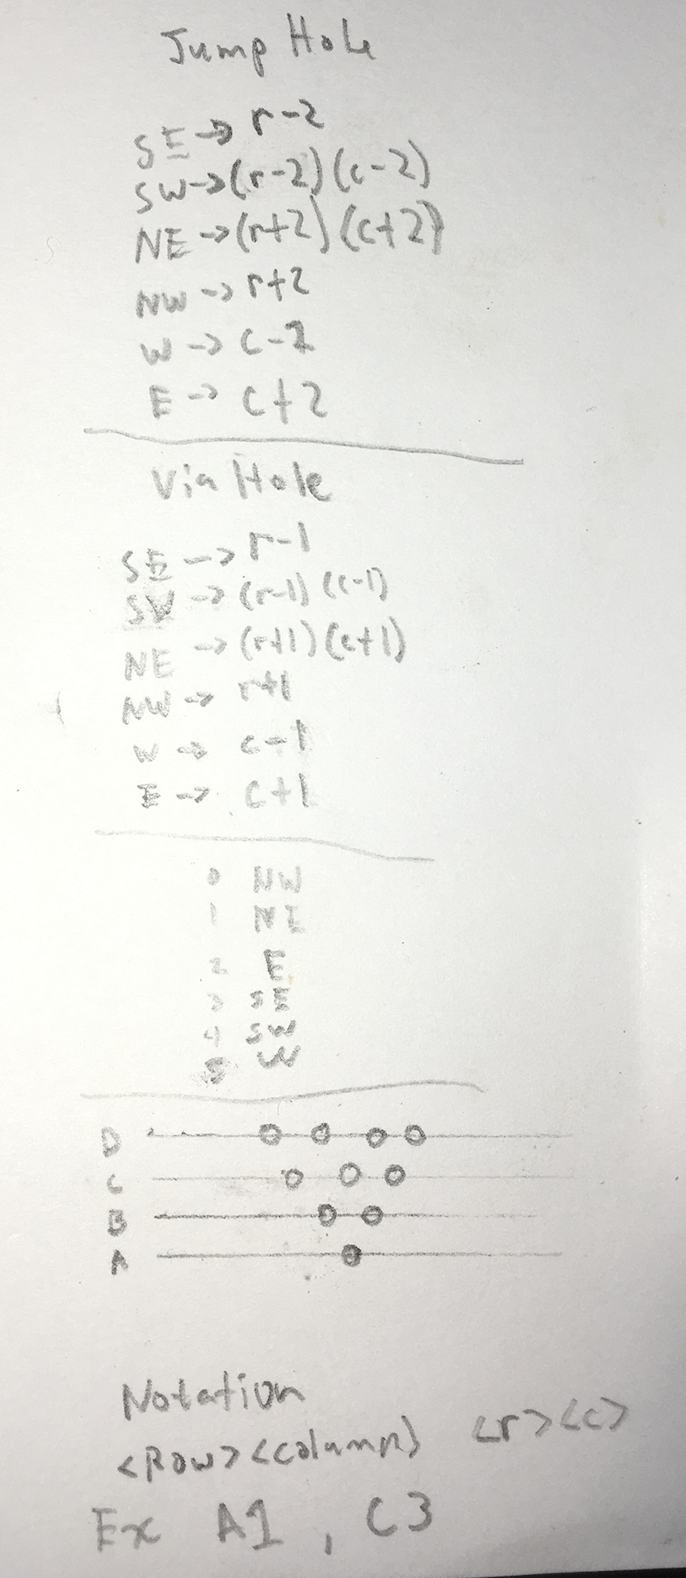 Jump Hole
SE → r-2
SW → (r-2)(c-2)
NE → (r+2)(c+2)
NW → r+2
W → c-2
E → c+2
Via Hole
SE → r-1
SW → (r-1)(c-1)
NE → (r+1)(c+1)
NW → r+1
W → c-1
E → c+1
0 NW
1 NE
2 E
3 SE
4 SW
5 W
D
C
B
A
Notation
<Row><column> <r><c>
Ex A1, C3